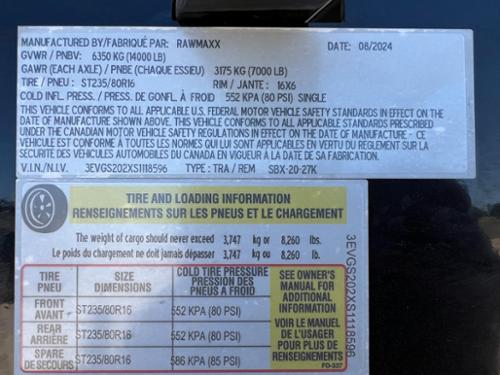 MANUFACTURED BY/FABRIQUÉ PAR: RAWMAXX DATE: 08/2024
GVWR / PNBV: 6350 KG (14000 LB)
GAWR (EACH AXLE) / PNBE (CHAQUE ESSIEU) 3175 KG (7000 LB)
TIRE / PNEU : ST235/80R16 RIM / JANTE : 16X6
COLD INFL. PRESS. / PRESS. DE GONFL. À FROID 552 KPA (80 PSI) SINGLE
THIS VEHICLE CONFORMS TO ALL APPLICABLE U.S. FEDERAL MOTOR VEHICLE SAFETY STANDARDS IN EFFECT ON THE
DATE OF MANUFACTURE SHOWN ABOVE. THIS VEHICLE CONFORMS TO ALL APPLICABLE STANDARDS PRESCRIBED
UNDER THE CANADIAN MOTOR VEHICLE SAFETY REGULATIONS IN EFFECT ON THE DATE OF MANUFACTURE - CE
VÉHICULE EST CONFORME À TOUTES LES NORMES QUI LUI SONT APPLICABLES EN VERTU DU RÈGLEMENT SUR LA
SÉCURITÉ DES VÉHICULES AUTOMOBILES DU CANADA EN VIGUEUR À LA DATE DE SA FABRICATION.
V.I.N./N.I.V. 3EVGS202XS1118596 TYPE: TRA / REM SBX-20-27K
TIRE AND LOADING INFORMATION
RENSEIGNEMENTS SUR LES PNEUS ET LE CHARGEMENT
The weight of cargo should never exceed 3,747 kg or 8,260 lbs.
Le poids du chargement ne doit jamais dépasser 3,747 kg ou 8,260 lb.
TIRE
PNEU
SIZE
DIMENSIONS
COLD TIRE PRESSURE
PRESSION DES
PNEUS A FROID
FRONT
AVANT
ST235/80R16
552 KPA (80 PSI)
REAR
ARRIÈRE
ST235/80R16
552 KPA (80 PSI)
SPARE
DE SECOURS
ST235/80R16
586 KPA (85 PSI)
SEE OWNER'S
MANUAL FOR
ADDITIONAL
INFORMATION
VOIR LE MANUEL
DE L'USAGER
POUR PLUS DE
RENSEIGNEMENTS
FD-337
3EVGS202XS1118596